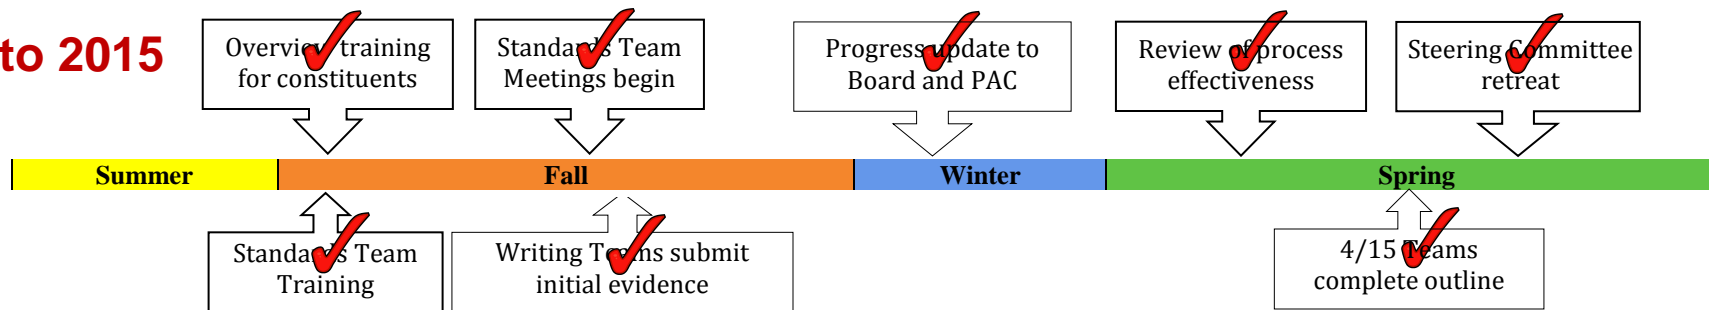 to 2015
Overview training
for constituents
Standards Team
Meetings begin
Progress update to
Board and PAC
Review of process
effectiveness
Steering Committee
retreat
Summer
Fall
Winter
Spring
Standards Team
Training
Writing Teams submit
initial evidence
4/15 Teams
complete outline